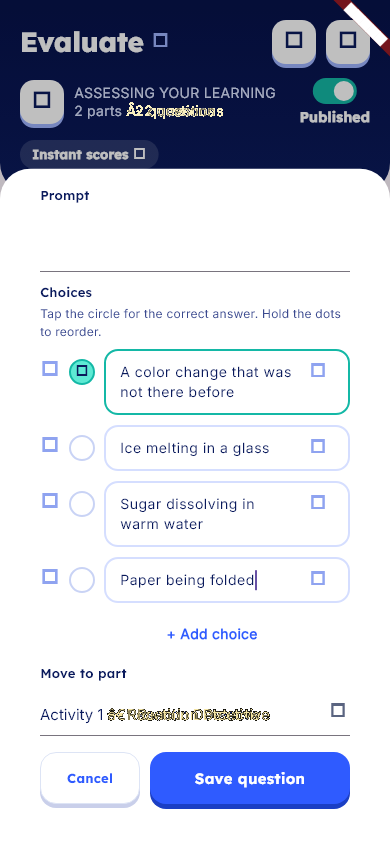 Evaluate
ASSESSING YOUR LEARNING
2 parts
Published
Instant scores
Prompt
Choices
Tap the circle for the correct answer. Hold the dots
to reorder.
A color change that was
not there before
Ice melting in a glass
Sugar dissolving in
warm water
Paper being folded
+ Add choice
Move to part
Activity 1
Cancel
Save question